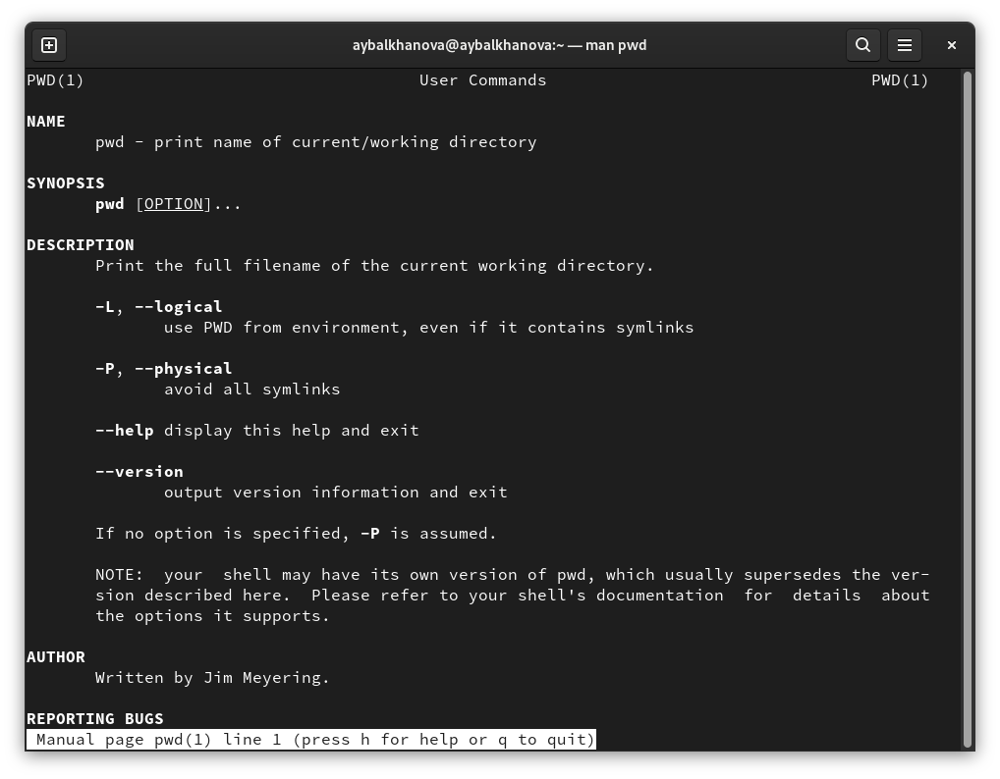 aybalkhanova@aybalkhanova:~ — man pwd
PWD(1) User Commands PWD(1)
NAME
pwd - print name of current/working directory
SYNOPSIS
pwd [OPTION]...
DESCRIPTION
Print the full filename of the current working directory.
-L, --logical
use PWD from environment, even if it contains symlinks
-P, --physical
avoid all symlinks
--help display this help and exit
--version
output version information and exit
If no option is specified, -P is assumed.
NOTE:  your  shell may have its own version of pwd, which usually supersedes the ver-
sion described here.  Please refer to your shell's documentation  for  details  about
the options it supports.
AUTHOR
Written by Jim Meyering.
REPORTING BUGS
Manual page pwd(1) line 1 (press h for help or q to quit)